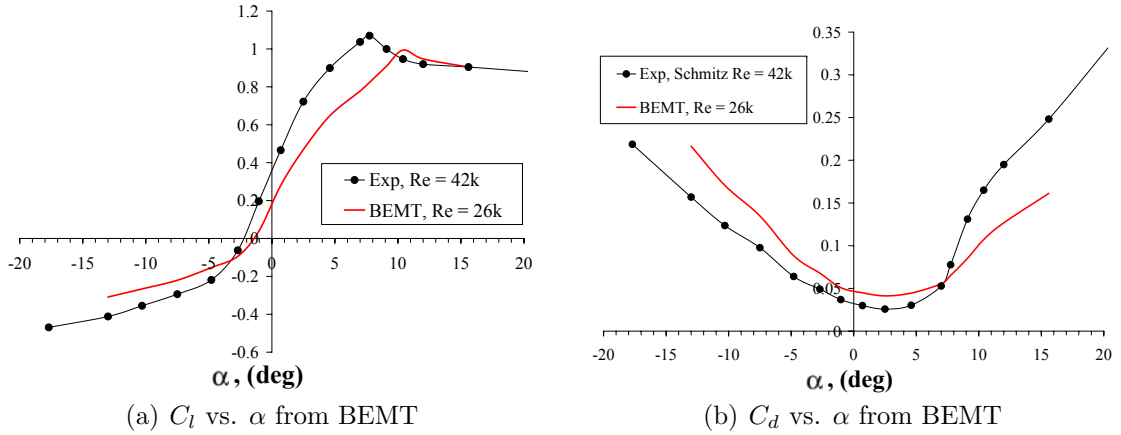 1.2
1
0.8
0.6
0.4
0.2
0
-0.2
-0.4
-0.6
-20 -15 -10 -5 0 5 10 15 20
Exp, Re = 42k
BEMT, Re = 26k
α , (deg)
(a) C_l vs. α from BEMT
0.35
0.3
0.25
0.2
0.15
0.1
0.05
0
-20 -15 -10 -5 0 5 10 15 20
Exp, Schmitz Re = 42k
BEMT, Re = 26k
α , (deg)
(b) C_d vs. α from BEMT